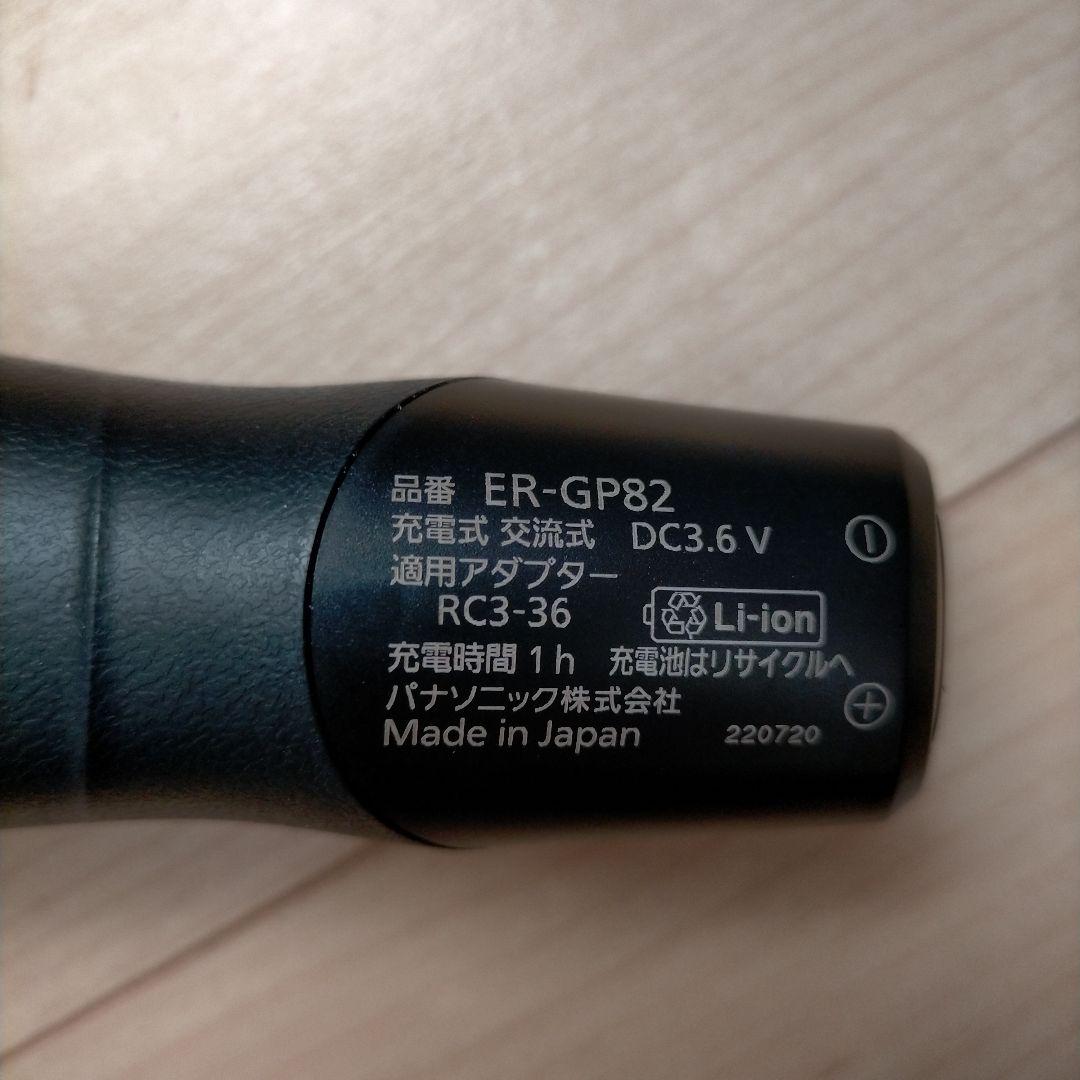 品番 ER-GP82
充電式 交流式 DC3.6 V
適用アダプター
RC3-36
Li-ion
充電時間 1 h 充電池はリサイクルへ
パナソニック株式会社
Made in Japan 220720